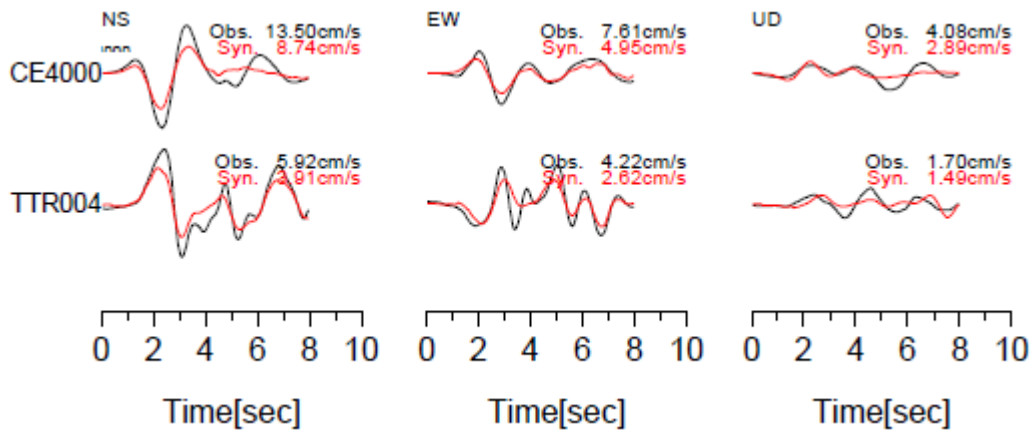 NS EW UD
Obs. 13.50cm/s Obs. 7.61cm/s Obs. 4.08cm/s
Syn. 8.74cm/s Syn. 4.95cm/s Syn. 2.89cm/s
CE4000
Obs. 5.92cm/s Obs. 4.22cm/s Obs. 1.70cm/s
Syn. .91cm/s Syn. 2.62cm/s Syn. 1.49cm/s
TTR004
0 2 4 6 8 10 0 2 4 6 8 10 0 2 4 6 8 10
Time[sec] Time[sec] Time[sec]